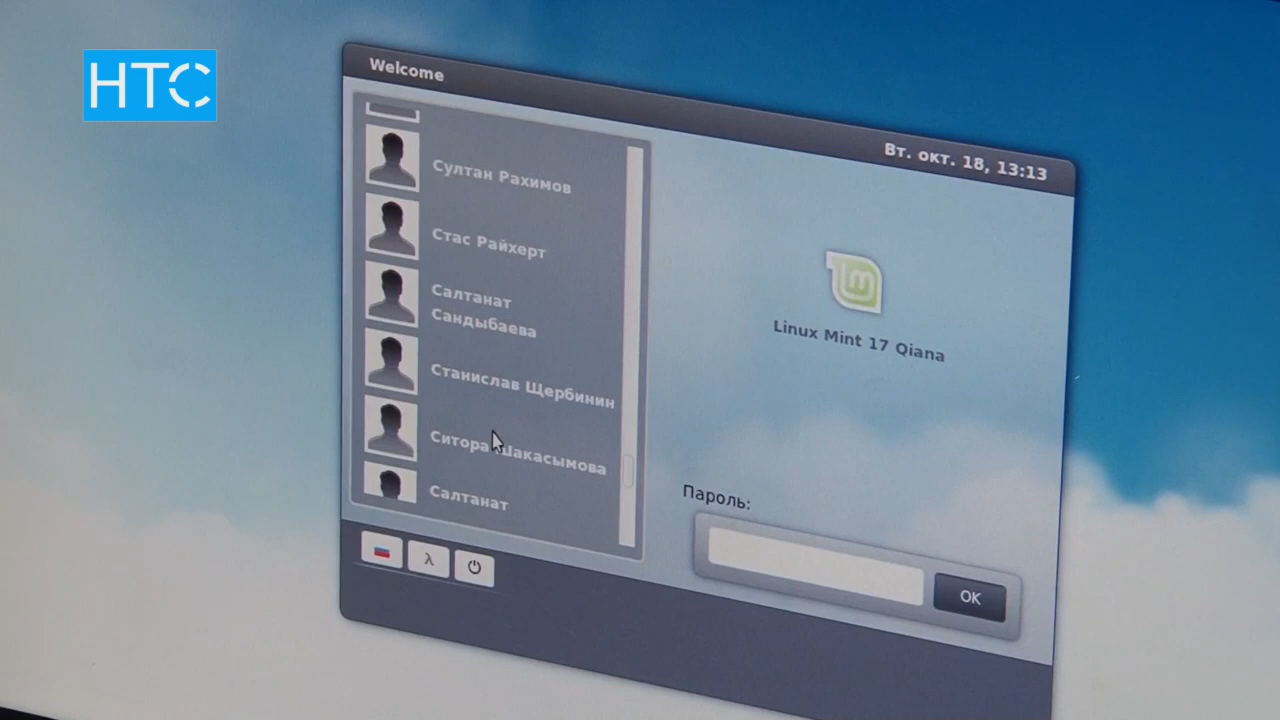 НТС
Welcome
Вт. окт. 18, 13:13
Султан Рахимов
Стас Райхерт
Салтанат
Сандыбаева
Станислав Щербинин
Ситора Шакасымова
Салтанат
Linux Mint 17 Qiana
Пароль:
λ
OK